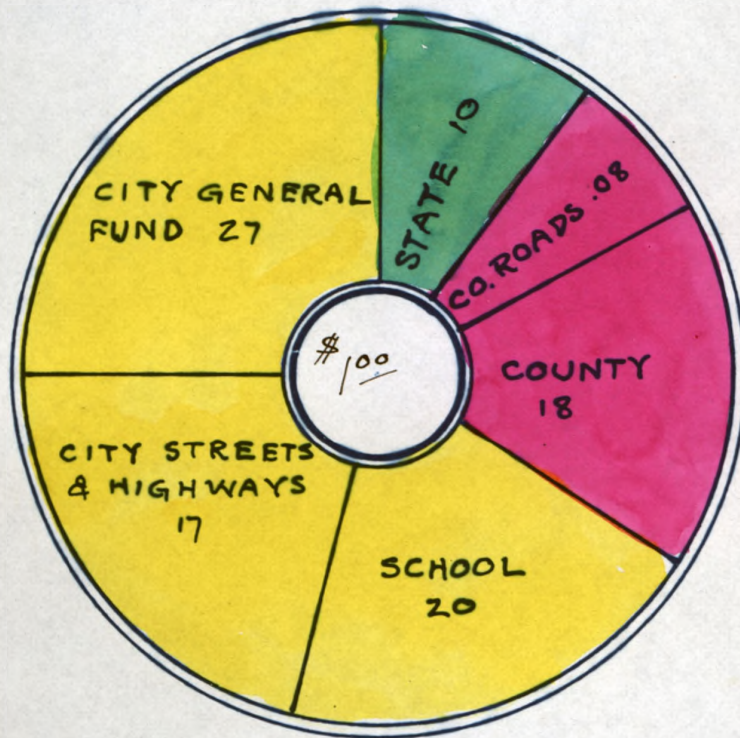 STATE 10
CO. ROADS .08
COUNTY
18
SCHOOL
20
CITY STREETS
& HIGHWAYS
17
CITY GENERAL
FUND 27
$1.00